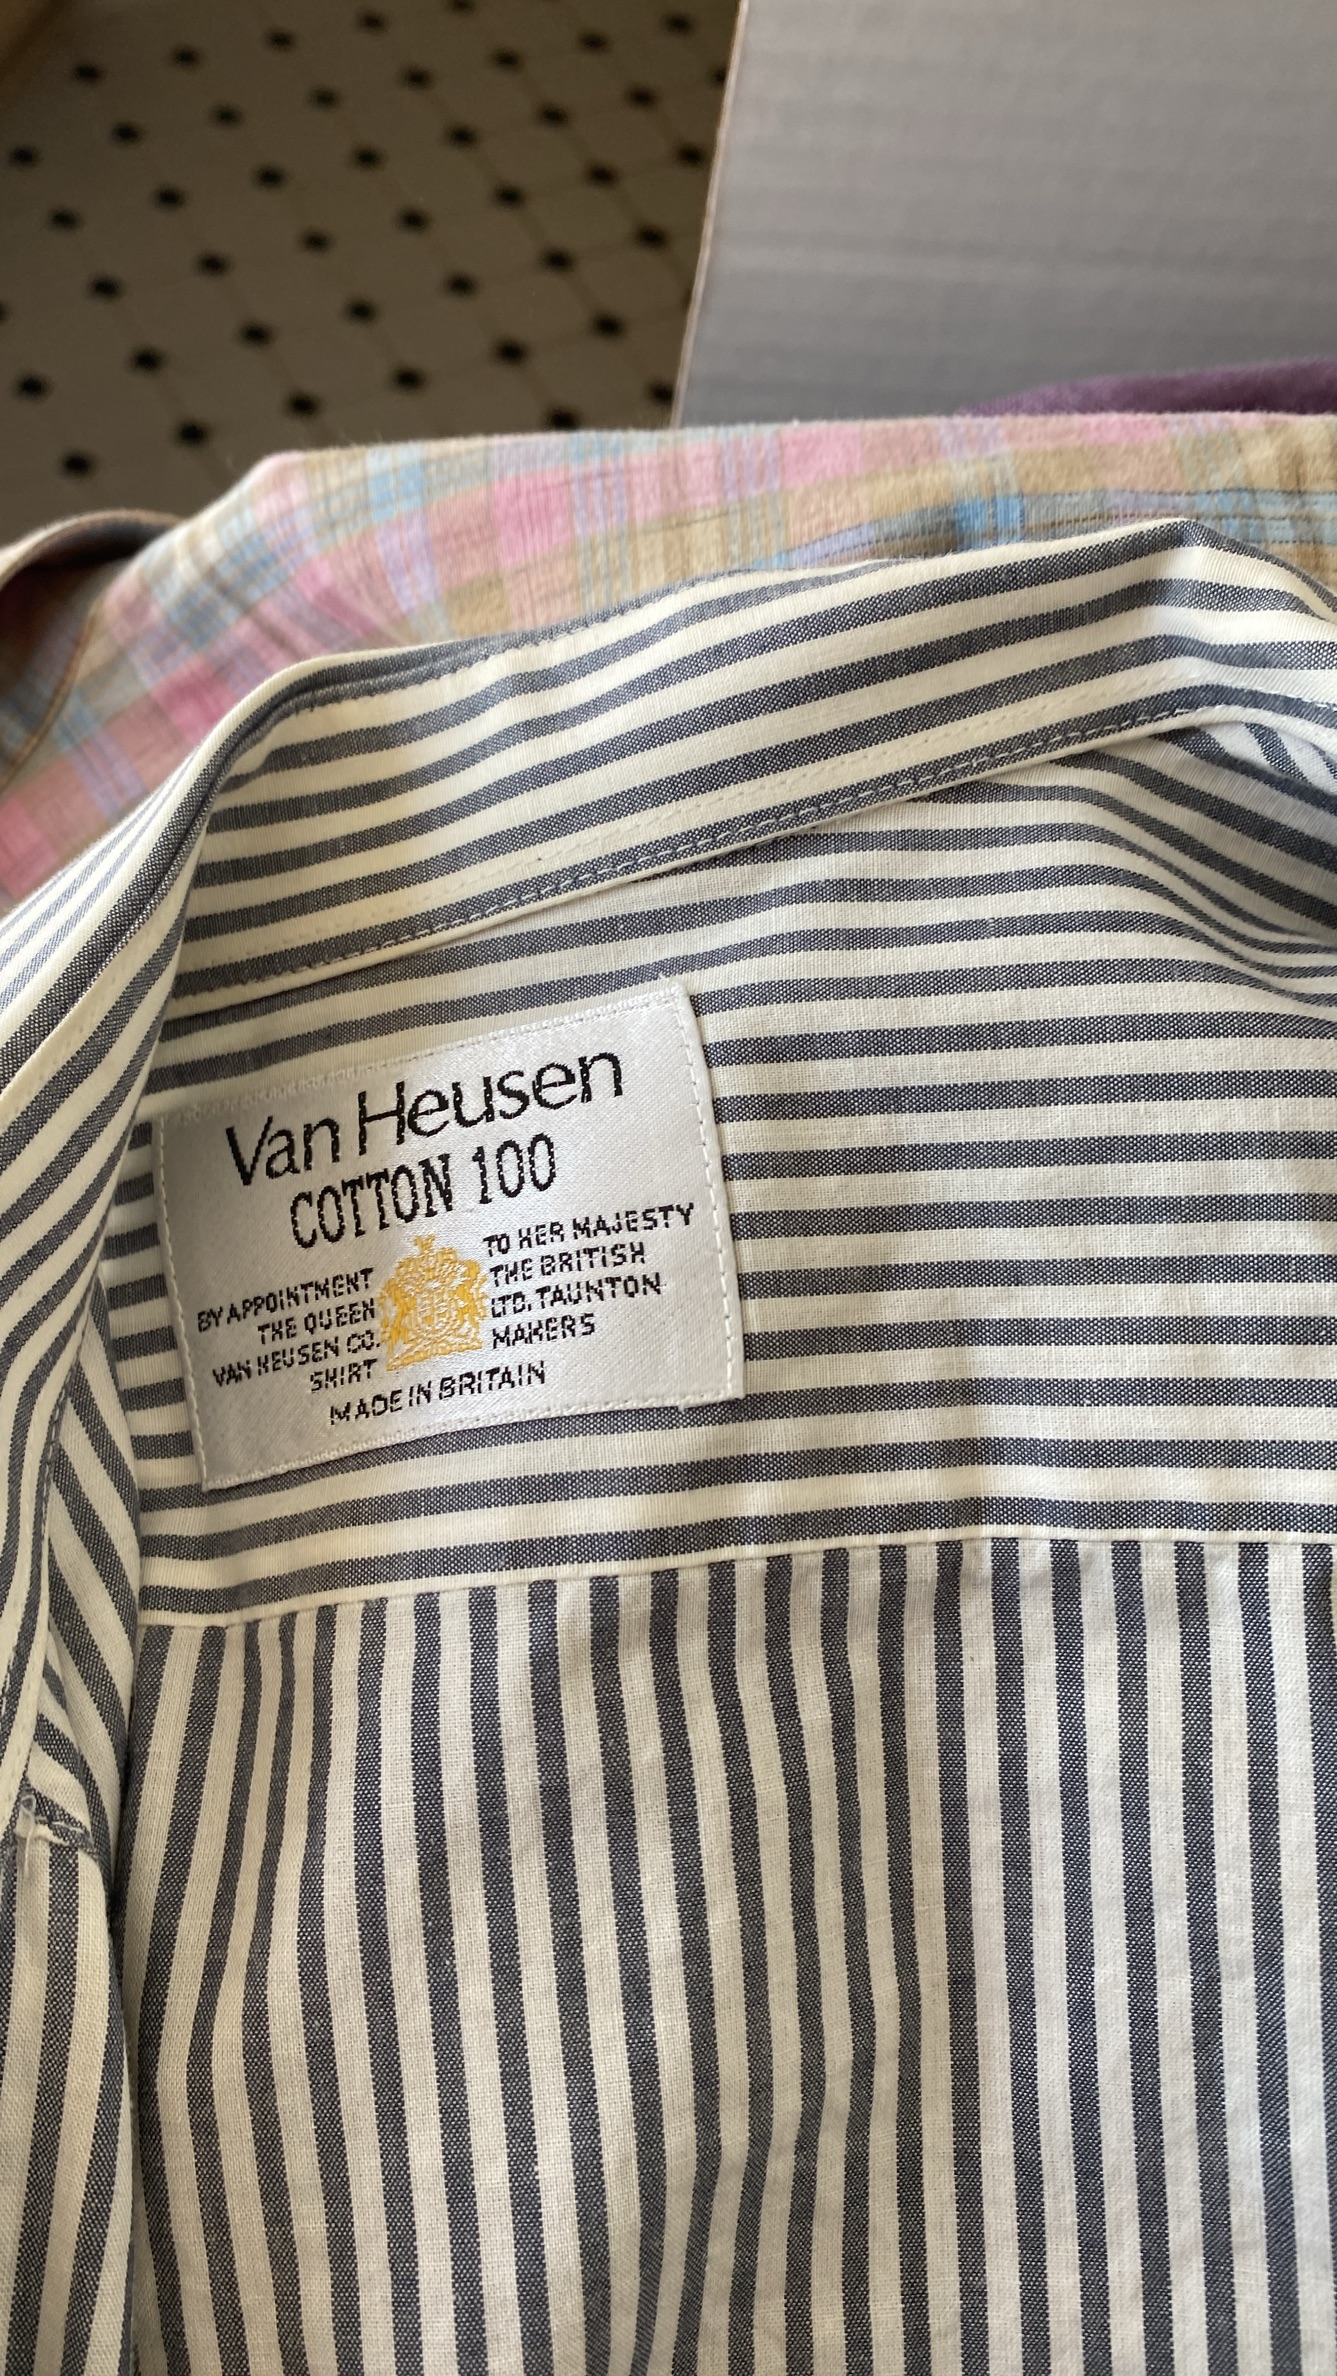 Van Heusen
COTTON 100
BY APPOINTMENT TO HER MAJESTY
THE QUEEN THE BRITISH
VAN HEUSEN CO. LTD. TAUNTON
SHIRT MAKERS
MADE IN BRITAIN